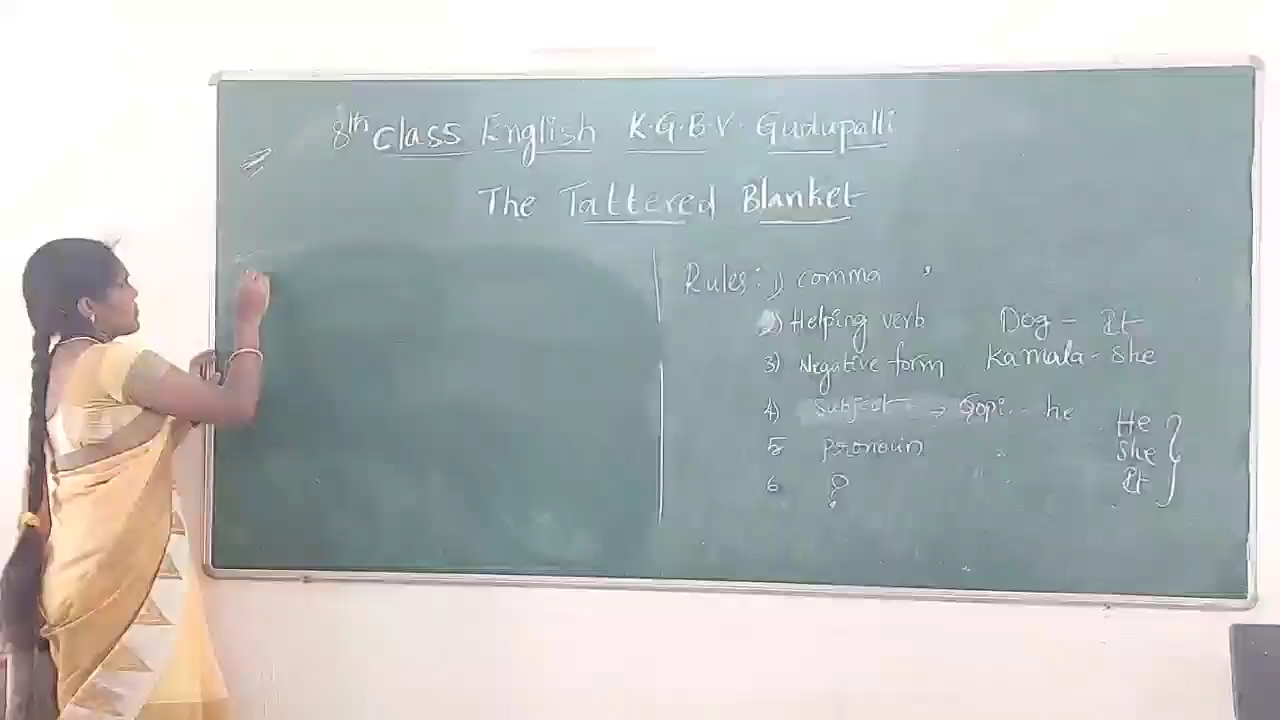 8th Class English K.G.B.V. Gudupalli
The Tattered Blanket
Rules: 1) comma ,
2) Helping verb Dog - It
3) Negative form Kamala - She
4) Subject → Gopi - he
5 pronoun
6 ?
He
She
It